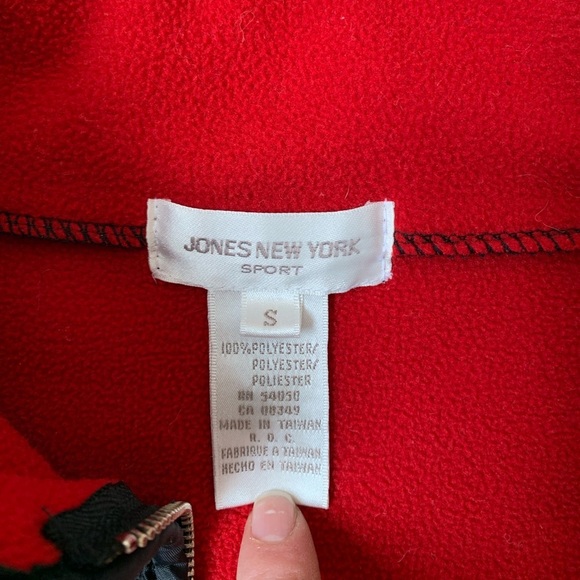 JONES NEW YORK
SPORT
S
100%POLYESTER/
POLYESTER/
POLIESTER
RN 54050
CA 08349
MADE IN TAIWAN
R. O. C.
FABRIQUE A TAIWAN
HECHO EN TAIWAN